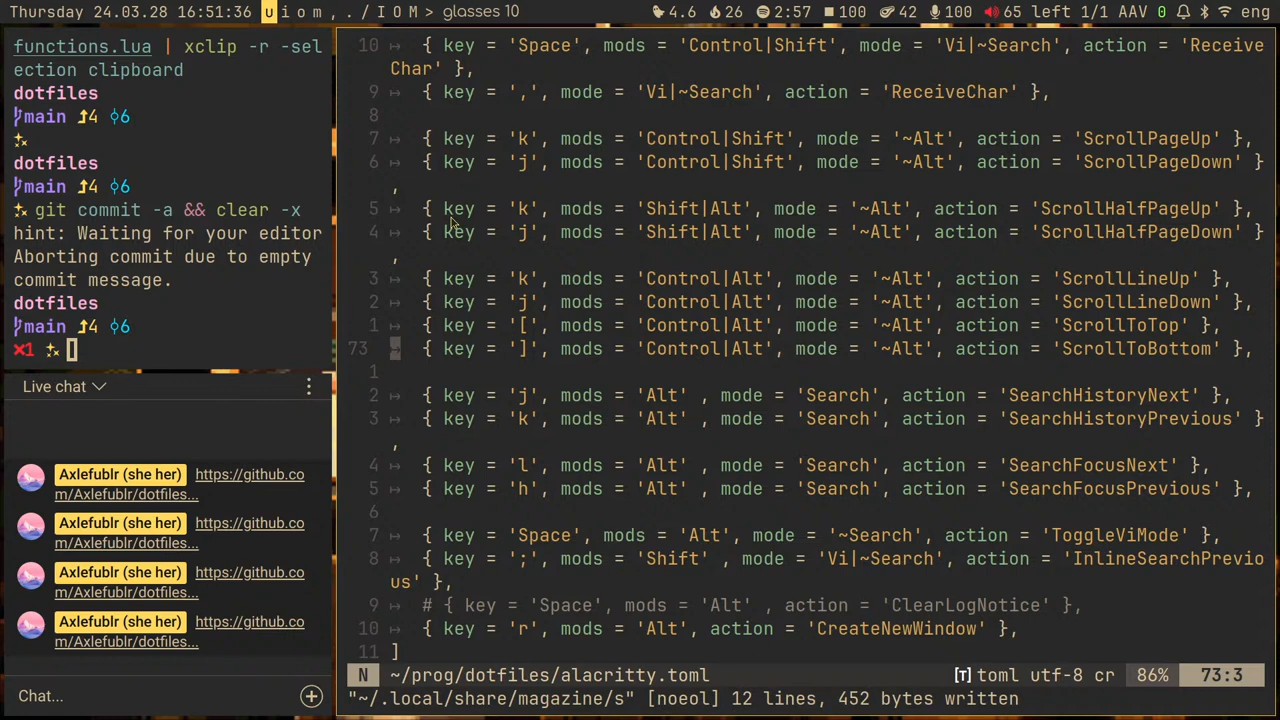 Thursday 24.03.28 16:51:36 u i o m , . / I O M > glasses 10 4.6 26 2:57 100 42 100 65 left 1/1 AAV 0 eng
functions.lua | xclip -r -sel
ection clipboard
dotfiles
main 4 6
dotfiles
main 4 6
git commit -a && clear -x
hint: Waiting for your editor
Aborting commit due to empty
commit message.
dotfiles
main 4 6
×1
Live chat
Axlefublr (she her) https://github.co
m/Axlefublr/dotfiles...
Axlefublr (she her) https://github.co
m/Axlefublr/dotfiles...
Axlefublr (she her) https://github.co
m/Axlefublr/dotfiles...
Axlefublr (she her) https://github.co
m/Axlefublr/dotfiles...
Chat...
10 { key = 'Space', mods = 'Control|Shift', mode = 'Vi|~Search', action = 'Receive
Char' },
9 { key = ',', mode = 'Vi|~Search', action = 'ReceiveChar' },
8
7 { key = 'k', mods = 'Control|Shift', mode = '~Alt', action = 'ScrollPageUp' },
6 { key = 'j', mods = 'Control|Shift', mode = '~Alt', action = 'ScrollPageDown' }
,
5 { key = 'k', mods = 'Shift|Alt', mode = '~Alt', action = 'ScrollHalfPageUp' },
4 { key = 'j', mods = 'Shift|Alt', mode = '~Alt', action = 'ScrollHalfPageDown' }
,
3 { key = 'k', mods = 'Control|Alt', mode = '~Alt', action = 'ScrollLineUp' },
2 { key = 'j', mods = 'Control|Alt', mode = '~Alt', action = 'ScrollLineDown' },
1 { key = '[', mods = 'Control|Alt', mode = '~Alt', action = 'ScrollToTop' },
73 { key = ']', mods = 'Control|Alt', mode = '~Alt', action = 'ScrollToBottom' },
1
2 { key = 'j', mods = 'Alt' , mode = 'Search', action = 'SearchHistoryNext' },
3 { key = 'k', mods = 'Alt' , mode = 'Search', action = 'SearchHistoryPrevious' }
,
4 { key = 'l', mods = 'Alt' , mode = 'Search', action = 'SearchFocusNext' },
5 { key = 'h', mods = 'Alt' , mode = 'Search', action = 'SearchFocusPrevious' },
6
7 { key = 'Space', mods = 'Alt', mode = '~Search', action = 'ToggleViMode' },
8 { key = ';', mods = 'Shift' , mode = 'Vi|~Search', action = 'InlineSearchPrevio
us' },
9 # { key = 'Space', mods = 'Alt' , action = 'ClearLogNotice' },
10 { key = 'r', mods = 'Alt', action = 'CreateNewWindow' },
11 ]
N ~/prog/dotfiles/alacritty.toml [T] toml utf-8 cr 86% 73:3
"~/.local/share/magazine/s" [noeol] 12 lines, 452 bytes written